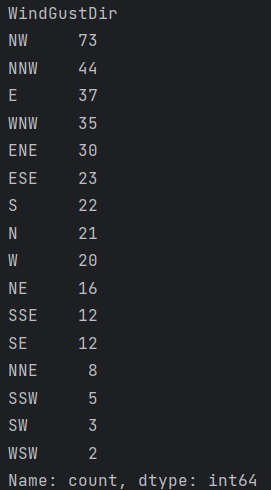 WindGustDir
NW     73
NNW    44
E      37
WNW    35
ENE    30
ESE    23
S      22
N      21
W      20
NE     16
SSE    12
SE     12
NNE     8
SSW     5
SW      3
WSW     2
Name: count, dtype: int64